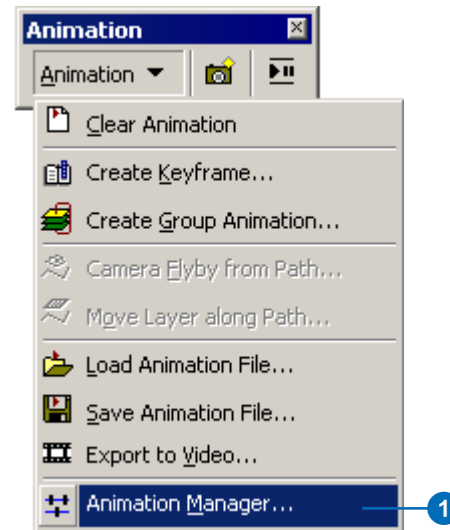 Animation
Animation
Clear Animation
Create Keyframe...
Create Group Animation...
Camera Flyby from Path...
Move Layer along Path...
Load Animation File...
Save Animation File...
Export to Video...
Animation Manager...
1